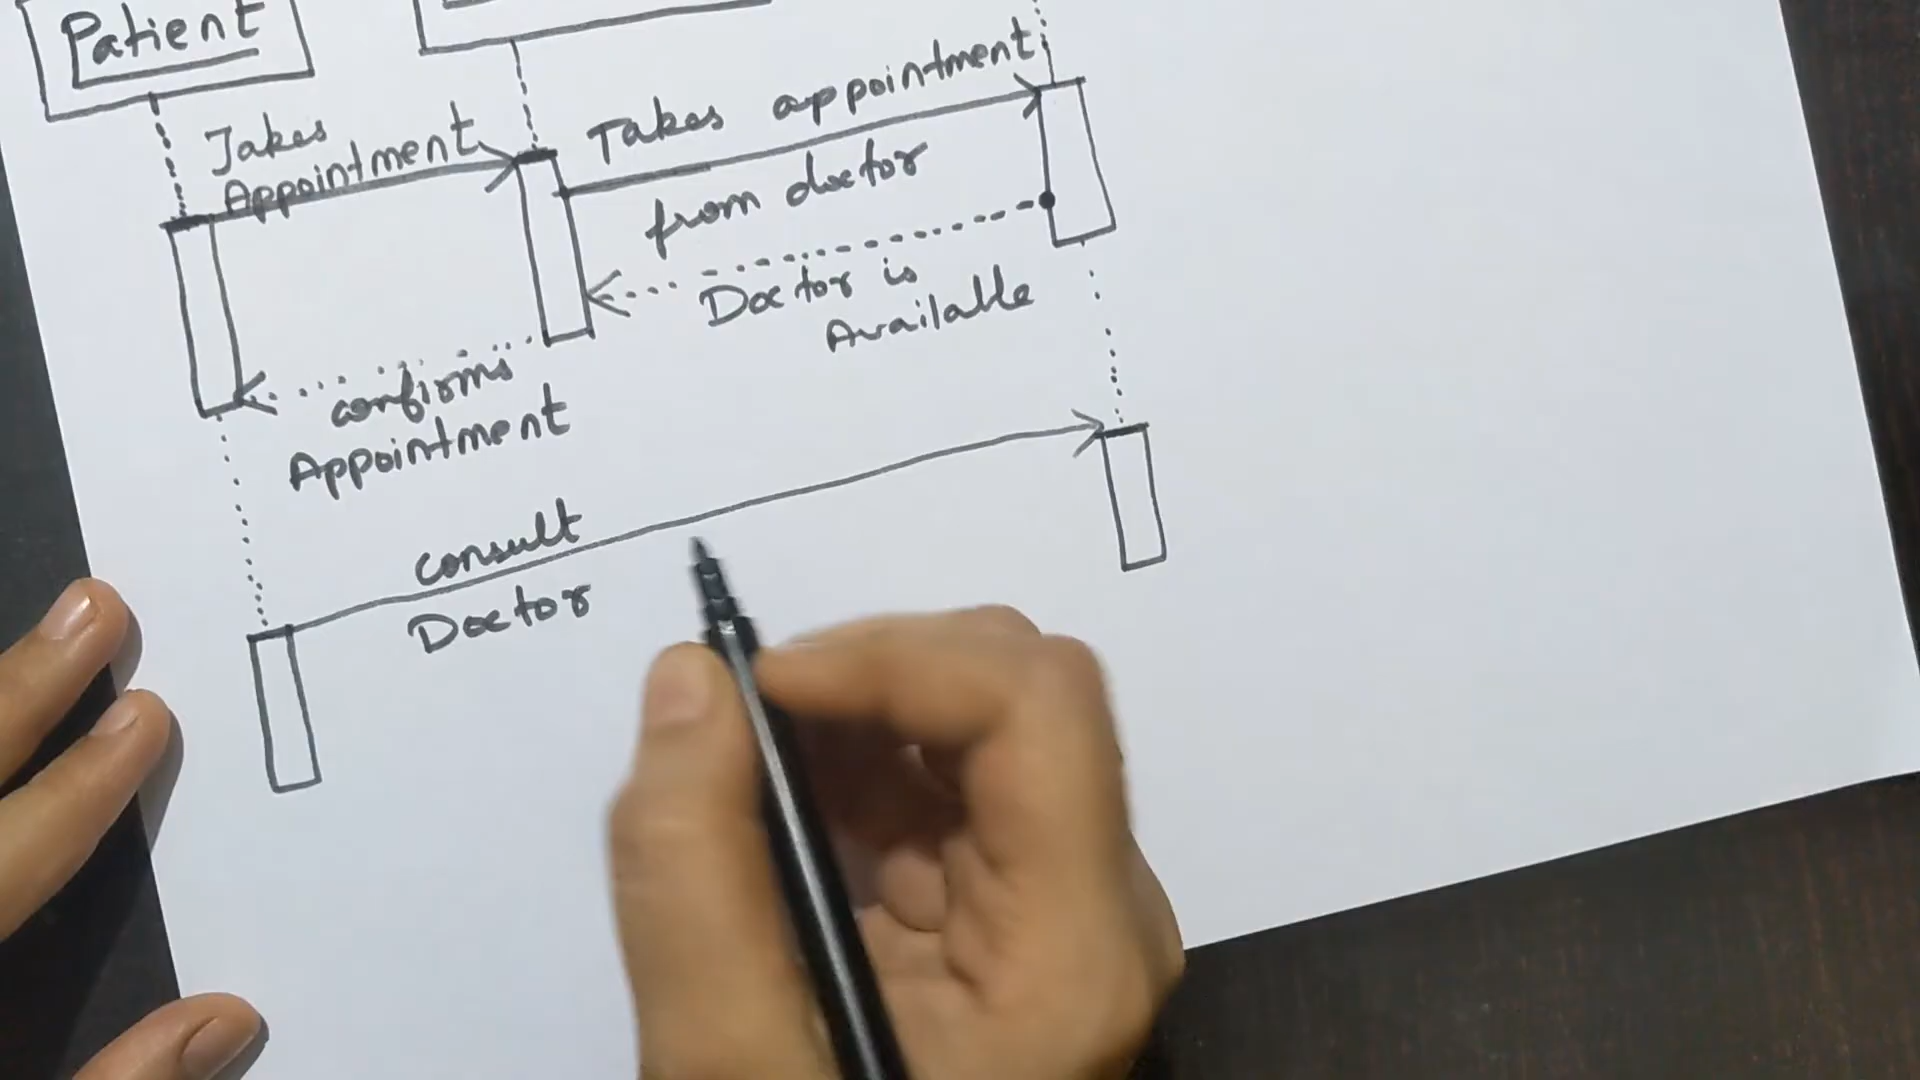 Patient
Takes
Appointment
Takes appointment
from doctor
Doctor is
Available
confirms
Appointment
consult
Doctor